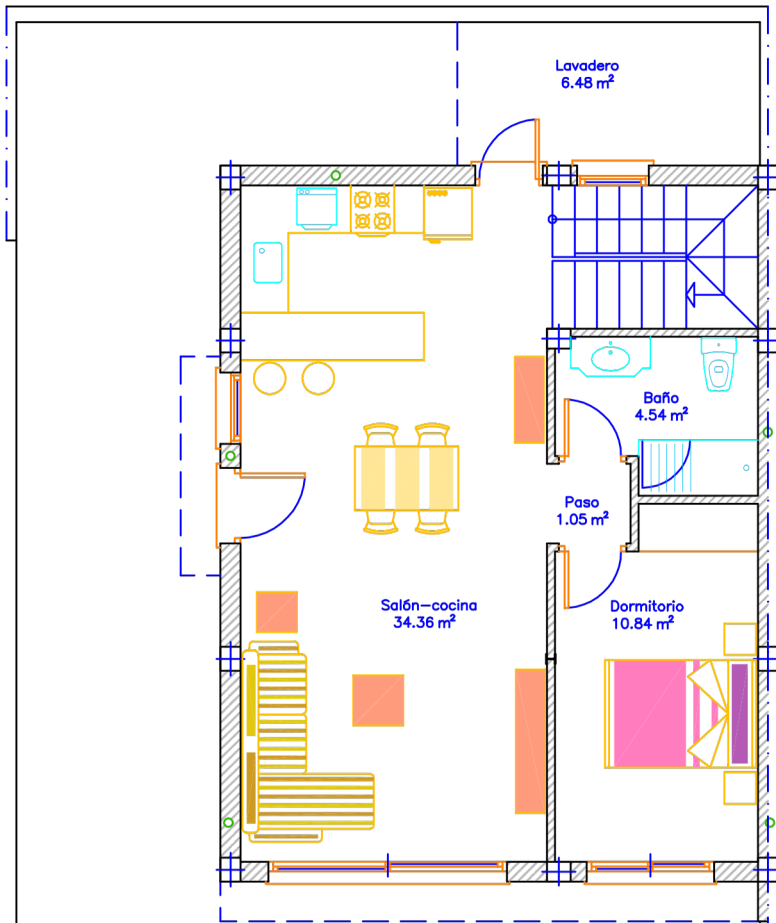 Lavadero
6.48 m²
Baño
4.54 m²
Paso
1.05 m²
Salón-cocina
34.36 m²
Dormitorio
10.84 m²